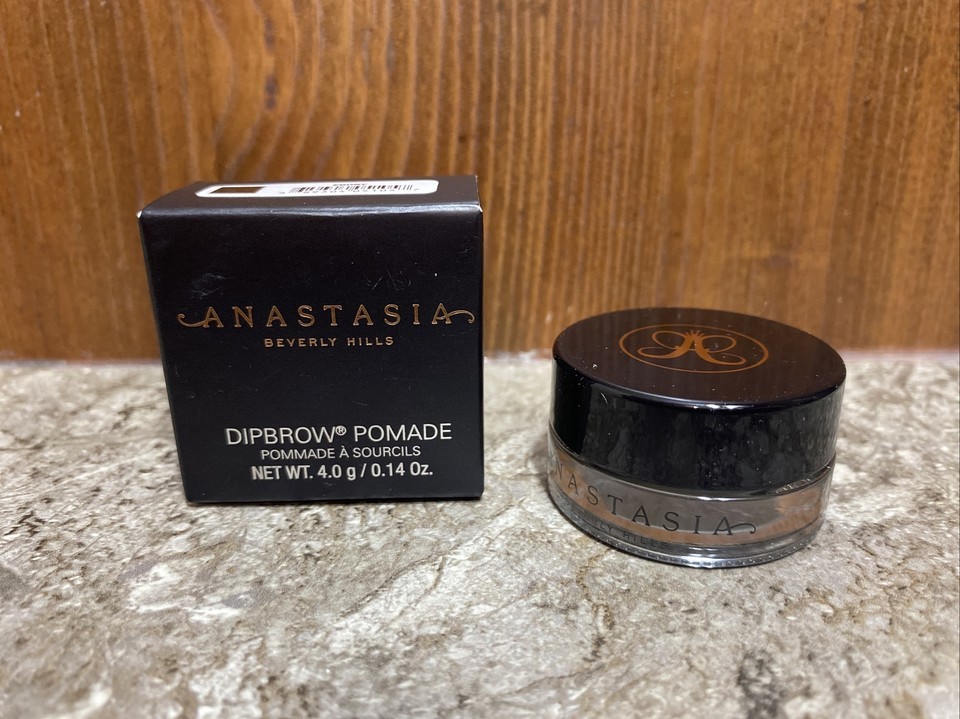 ANASTASIA
BEVERLY HILLS
DIPBROW® POMADE
POMMADE À SOURCILS
NET WT. 4.0 g / 0.14 Oz.
ANASTASIA